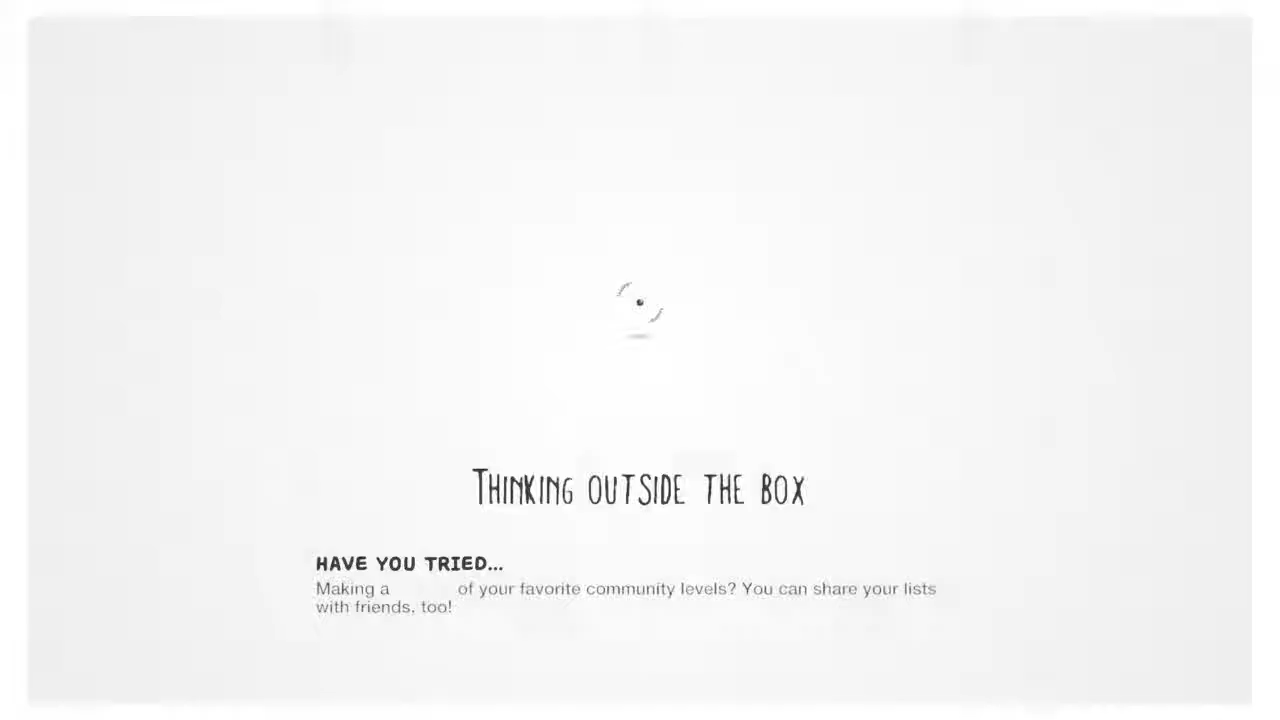 Thinking outside the box
HAVE YOU TRIED...
Making a of your favorite community levels? You can share your lists
with friends, too!